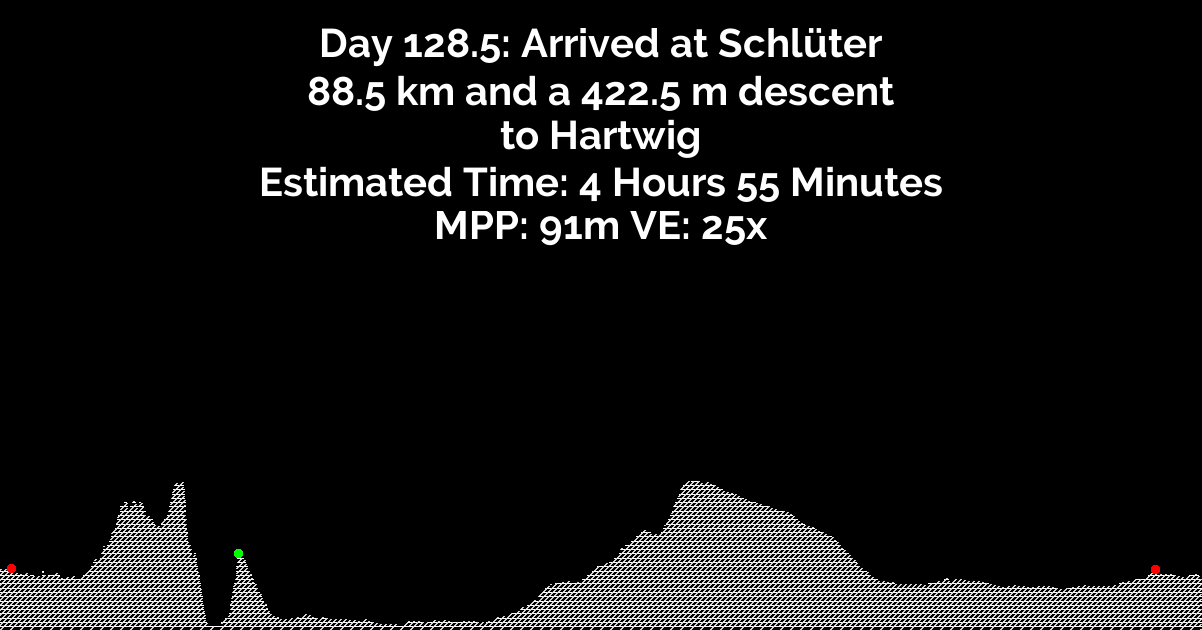 Day 128.5: Arrived at Schlüter
88.5 km and a 422.5 m descent
to Hartwig
Estimated Time: 4 Hours 55 Minutes
MPP: 91m VE: 25x